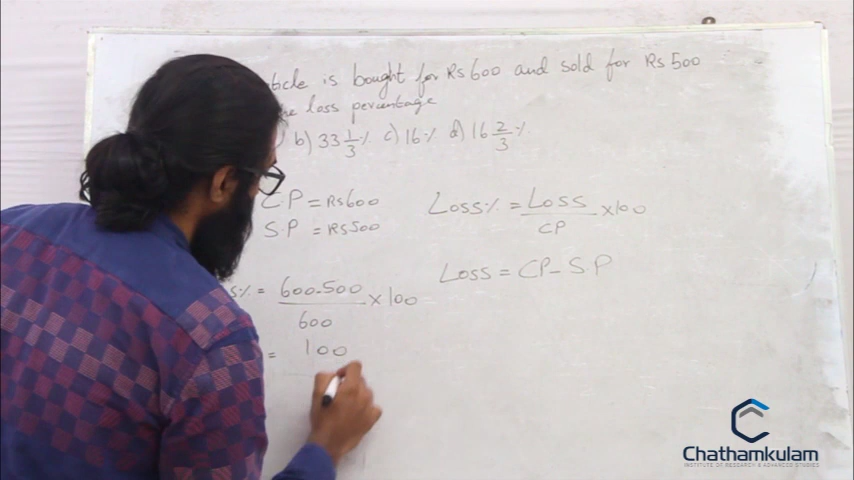 is bought for Rs 600 and sold for Rs 500
loss percentage
b) 33 1/3 % c) 16 % d) 16 2/3 %
C.P = Rs 600
S.P = Rs 500
Loss % = Loss/CP × 100
Loss = CP - S.P
% = 600-500/600 × 100
= 100
Chathamkulam
INSTITUTE OF RESEARCH & ADVANCED STUDIES